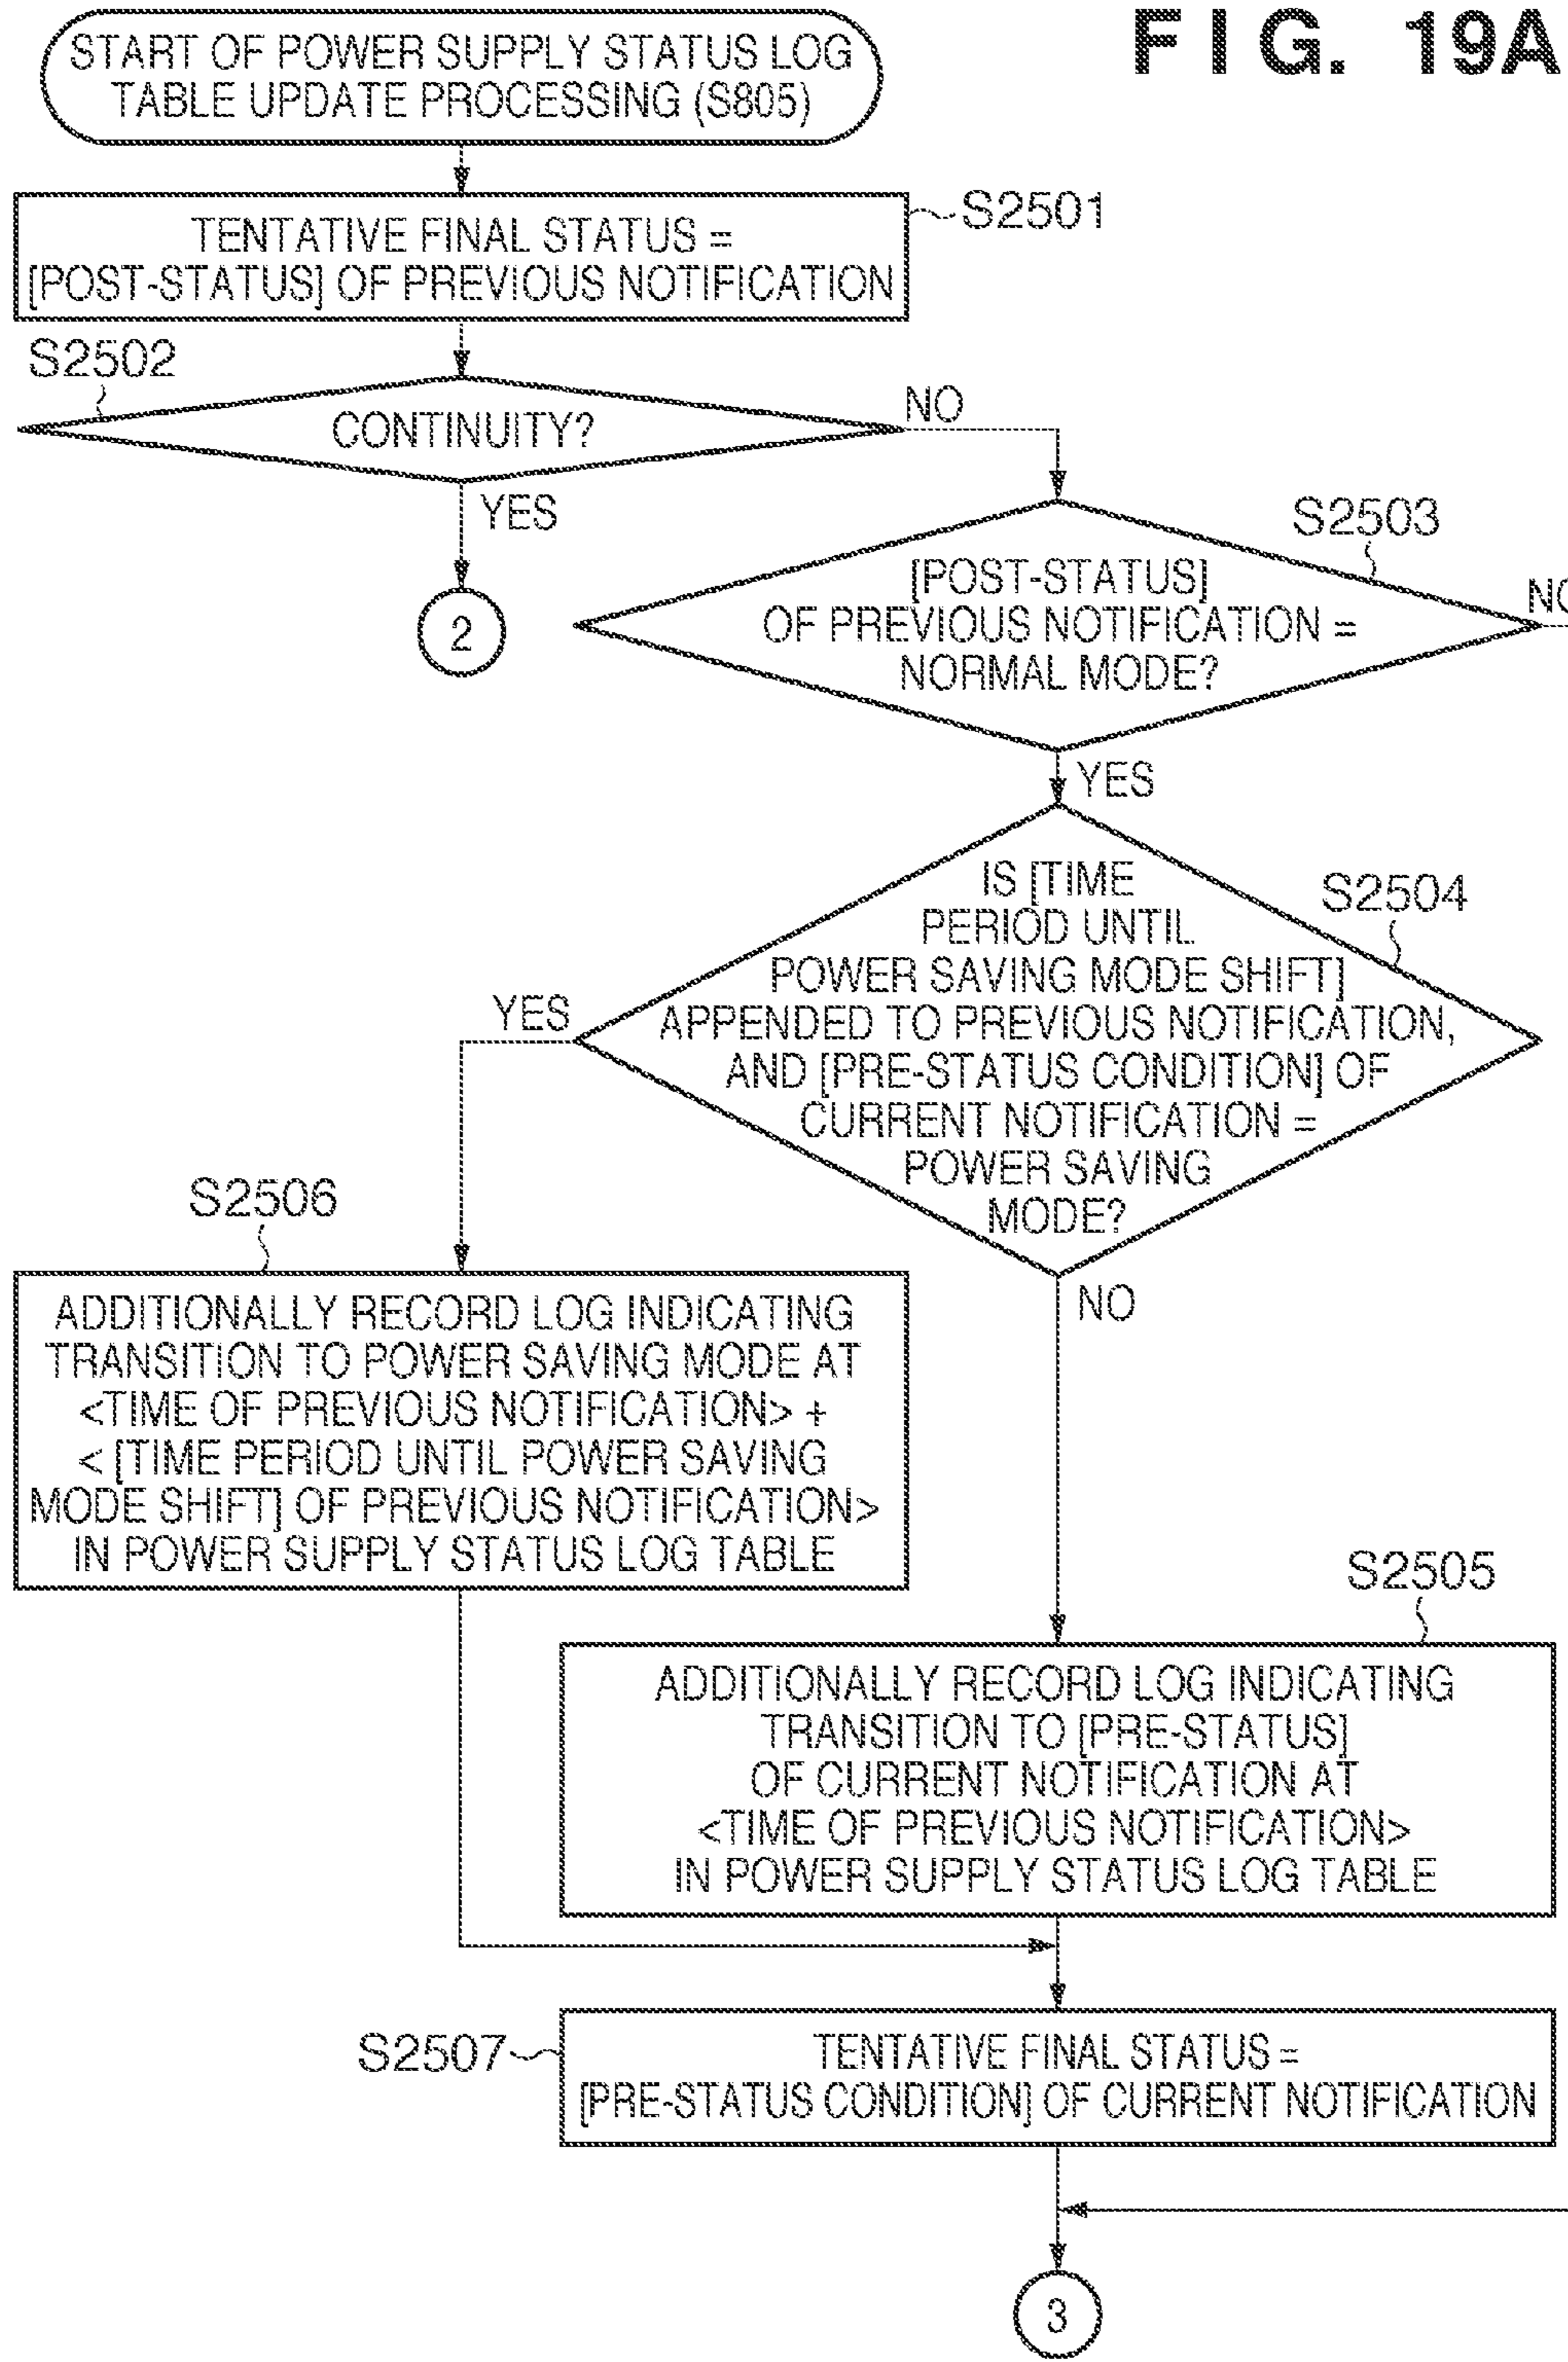 FIG. 19A
START OF POWER SUPPLY STATUS LOG
TABLE UPDATE PROCESSING (S805)
S2501
TENTATIVE FINAL STATUS =
[POST-STATUS] OF PREVIOUS NOTIFICATION
S2502
CONTINUITY?
NO
YES
2
S2503
[POST-STATUS]
OF PREVIOUS NOTIFICATION =
NORMAL MODE?
NO
YES
S2504
IS [TIME
PERIOD UNTIL
POWER SAVING MODE SHIFT]
APPENDED TO PREVIOUS NOTIFICATION,
AND [PRE-STATUS CONDITION] OF
CURRENT NOTIFICATION =
POWER SAVING
MODE?
YES
NO
S2506
ADDITIONALLY RECORD LOG INDICATING
TRANSITION TO POWER SAVING MODE AT
<TIME OF PREVIOUS NOTIFICATION> +
< [TIME PERIOD UNTIL POWER SAVING
MODE SHIFT] OF PREVIOUS NOTIFICATION>
IN POWER SUPPLY STATUS LOG TABLE
S2505
ADDITIONALLY RECORD LOG INDICATING
TRANSITION TO [PRE-STATUS]
OF CURRENT NOTIFICATION AT
<TIME OF PREVIOUS NOTIFICATION>
IN POWER SUPPLY STATUS LOG TABLE
S2507
TENTATIVE FINAL STATUS =
[PRE-STATUS CONDITION] OF CURRENT NOTIFICATION
3